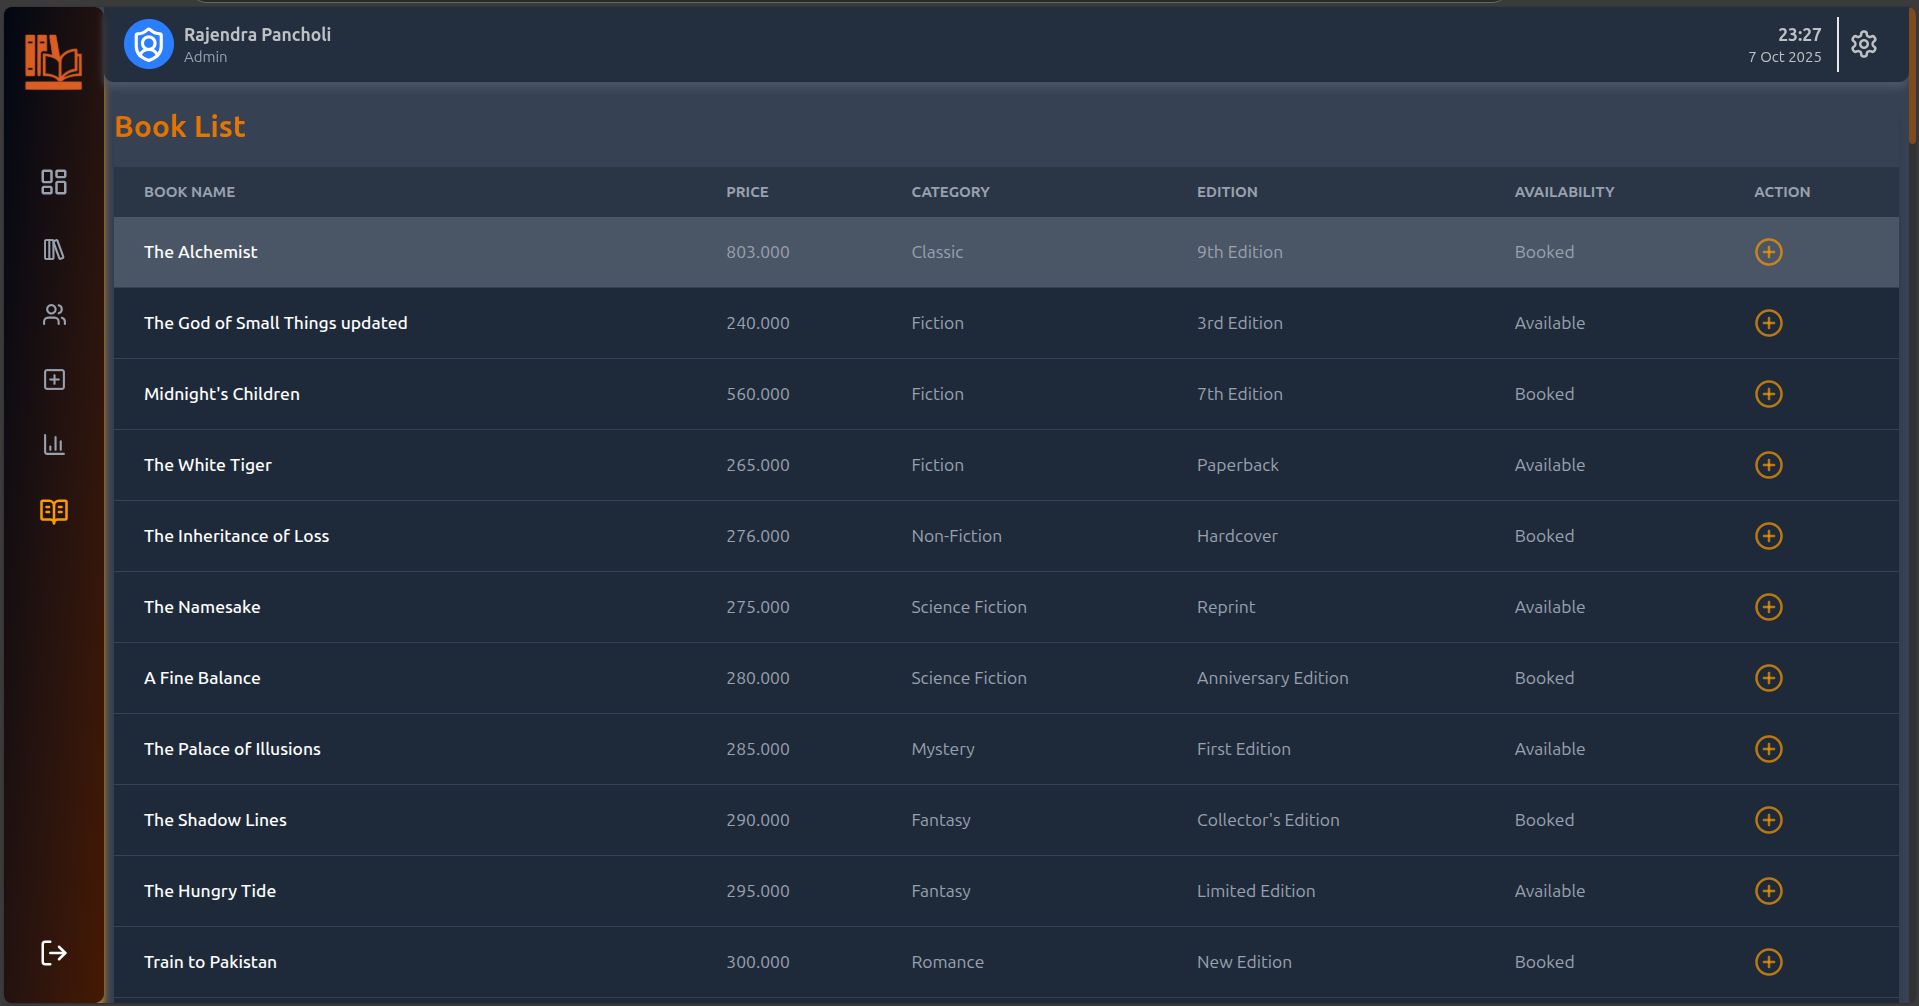 Rajendra Pancholi
Admin
23:27
7 Oct 2025
Book List
BOOK NAME PRICE CATEGORY EDITION AVAILABILITY ACTION
The Alchemist 803.000 Classic 9th Edition Booked
The God of Small Things updated 240.000 Fiction 3rd Edition Available
Midnight's Children 560.000 Fiction 7th Edition Booked
The White Tiger 265.000 Fiction Paperback Available
The Inheritance of Loss 276.000 Non-Fiction Hardcover Booked
The Namesake 275.000 Science Fiction Reprint Available
A Fine Balance 280.000 Science Fiction Anniversary Edition Booked
The Palace of Illusions 285.000 Mystery First Edition Available
The Shadow Lines 290.000 Fantasy Collector's Edition Booked
The Hungry Tide 295.000 Fantasy Limited Edition Available
Train to Pakistan 300.000 Romance New Edition Booked